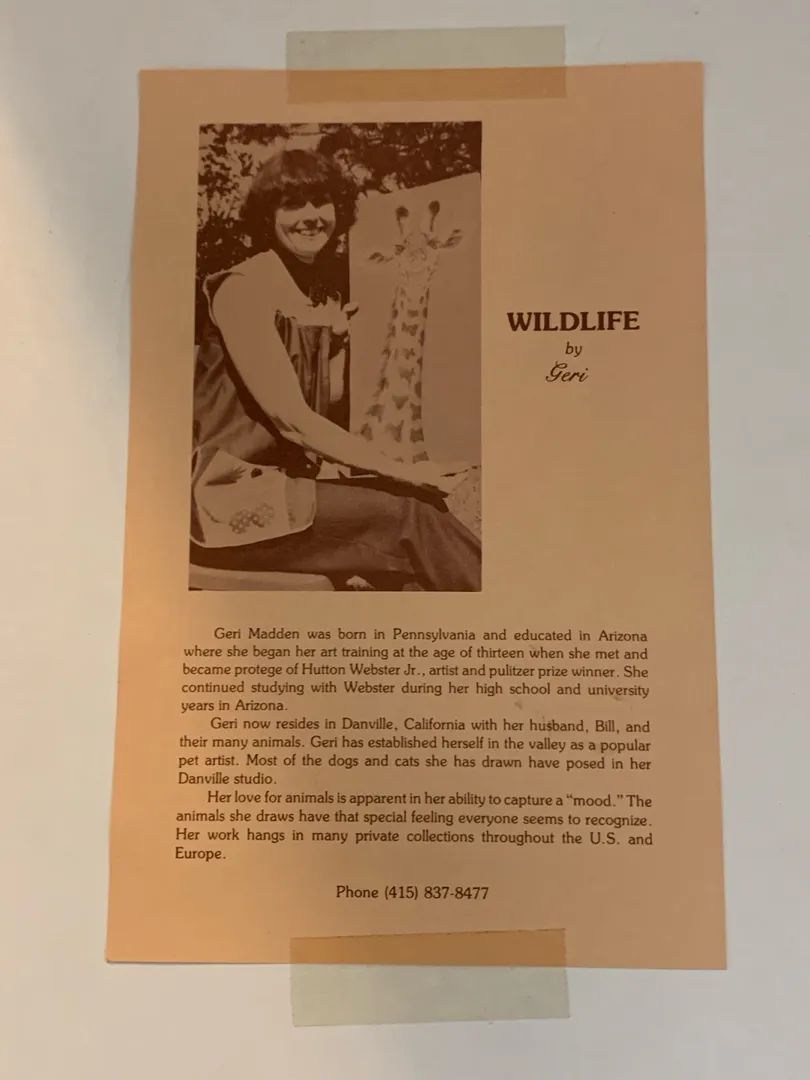 WILDLIFE
by
Geri
Geri Madden was born in Pennsylvania and educated in Arizona
where she began her art training at the age of thirteen when she met and
became protege of Hutton Webster Jr., artist and pulitzer prize winner. She
continued studying with Webster during her high school and university
years in Arizona.
Geri now resides in Danville, California with her husband, Bill, and
their many animals. Geri has established herself in the valley as a popular
pet artist. Most of the dogs and cats she has drawn have posed in her
Danville studio.
Her love for animals is apparent in her ability to capture a “mood.” The
animals she draws have that special feeling everyone seems to recognize.
Her work hangs in many private collections throughout the U.S. and
Europe.
Phone (415) 837-8477